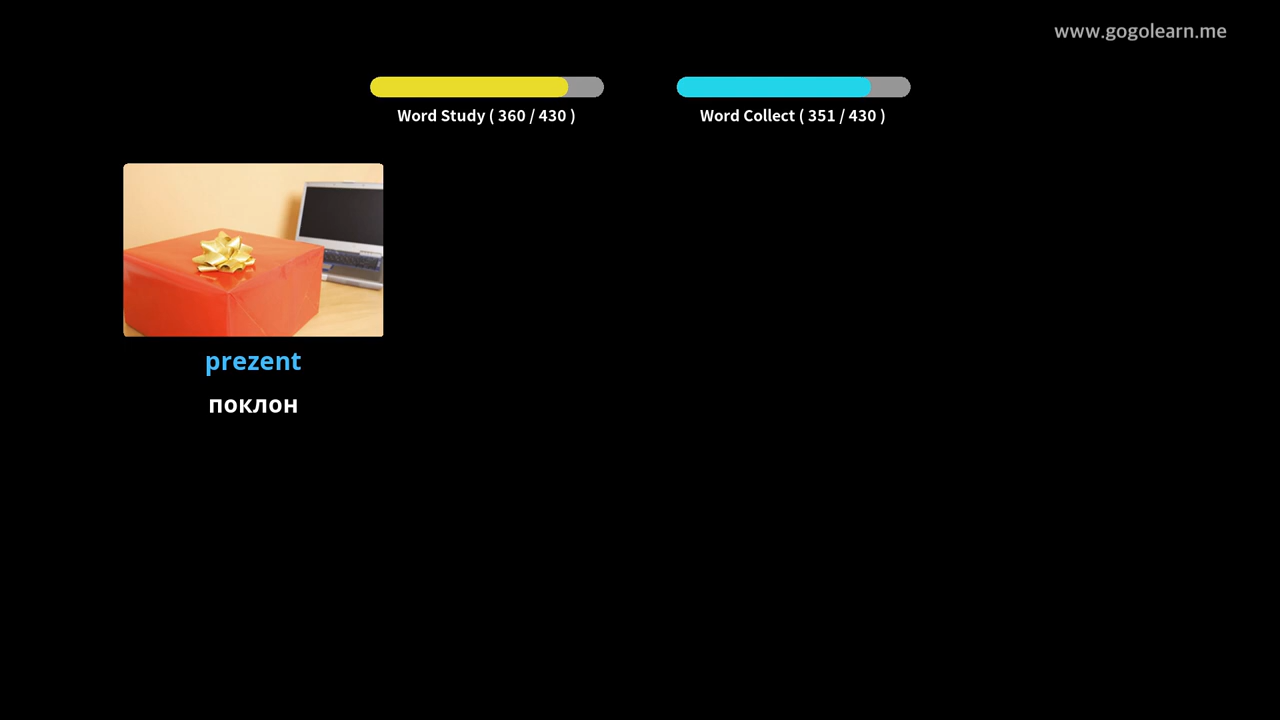 www.gogolearn.me
Word Study ( 360 / 430 )
Word Collect ( 351 / 430 )
prezent
поклон